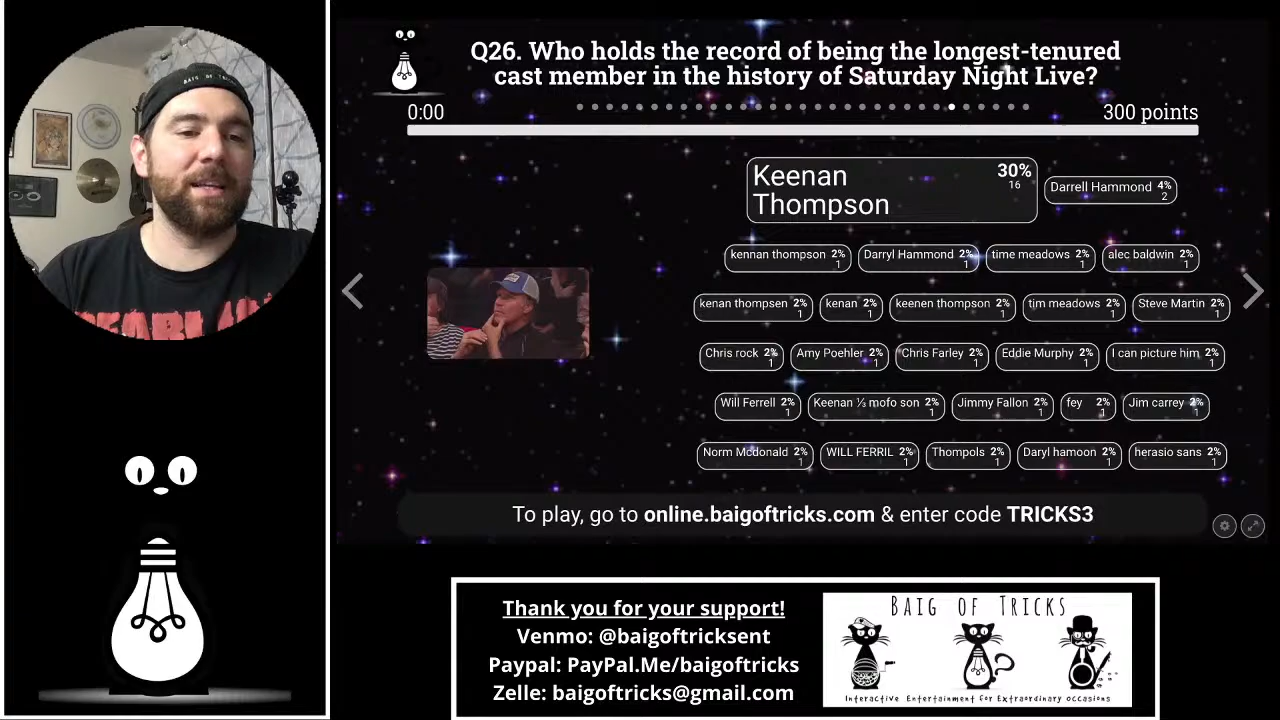 Q26. Who holds the record of being the longest-tenured
cast member in the history of Saturday Night Live?
0:00
300 points
Keenan
Thompson
30%
16
Darrell Hammond 4%
2
kennan thompson 2%
1
Darryl Hammond 2%
1
time meadows 2%
1
alec baldwin 2%
1
kenan thompsen 2%
1
kenan 2%
1
keenen thompson 2%
1
tim meadows 2%
1
Steve Martin 2%
1
Chris rock 2%
1
Amy Poehler 2%
1
Chris Farley 2%
1
Eddie Murphy 2%
1
I can picture him 2%
1
Will Ferrell 2%
1
Keenan ⅓ mofo son 2%
1
Jimmy Fallon 2%
1
fey 2%
1
Jim carrey 2%
1
Norm Mcdonald 2%
1
WILL FERRIL 2%
1
Thompols 2%
1
Daryl hamoon 2%
1
herasio sans 2%
1
To play, go to online.baigoftricks.com & enter code TRICKS3
Thank you for your support!
Venmo: @baigoftricksent
Paypal: PayPal.Me/baigoftricks
Zelle: baigoftricks@gmail.com
BAIG OF TRICKS
Interactive Entertainment for Extraordinary occasions